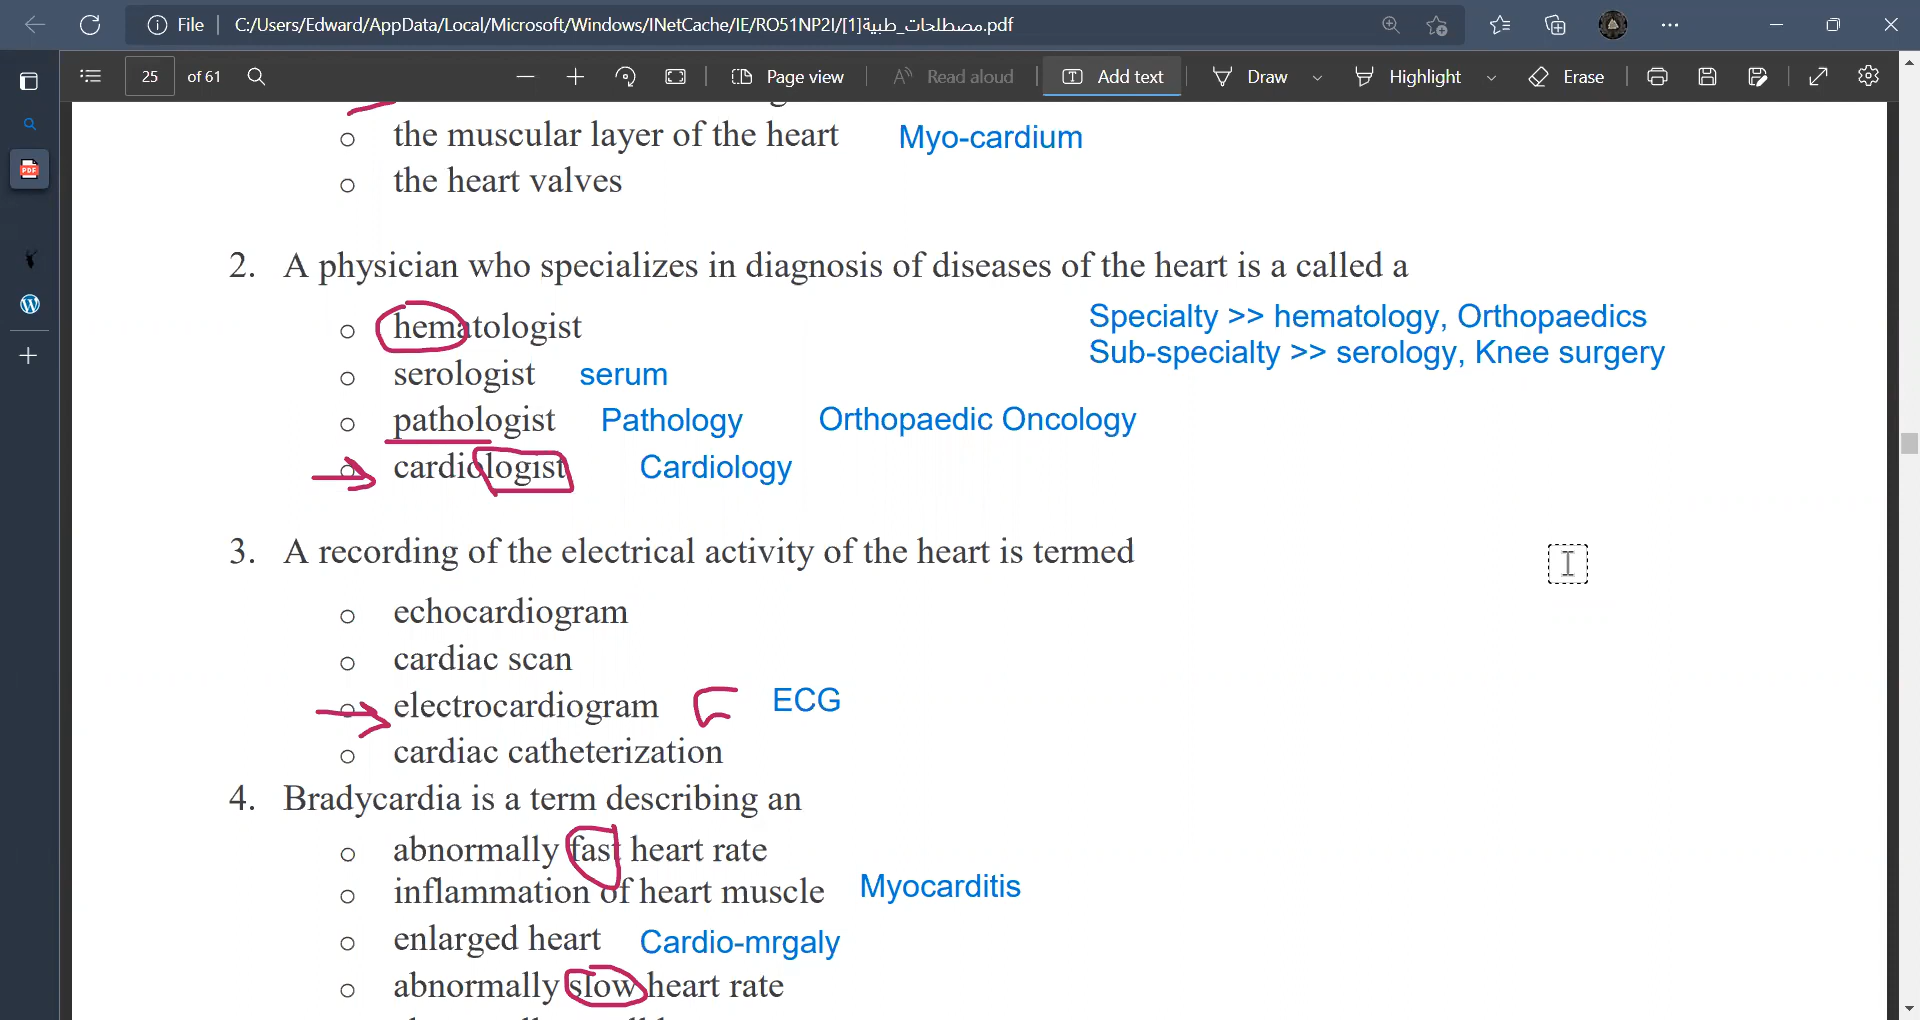 File
C:/Users/Edward/AppData/Local/Microsoft/Windows/INetCache/IE/RO51NP2I/[1]مصطلحات_طبية.pdf
25 of 61
Page view
Read aloud
Add text
Draw
Highlight
Erase
the muscular layer of the heart Myo-cardium
the heart valves
2. A physician who specializes in diagnosis of diseases of the heart is a called a
hematologist Specialty >> hematology, Orthopaedics
Sub-specialty >> serology, Knee surgery
serologist serum
pathologist Pathology Orthopaedic Oncology
cardiologist Cardiology
3. A recording of the electrical activity of the heart is termed
echocardiogram
cardiac scan
electrocardiogram ECG
cardiac catheterization
4. Bradycardia is a term describing an
abnormally fast heart rate
inflammation of heart muscle Myocarditis
enlarged heart Cardio-mrgaly
abnormally slow heart rate